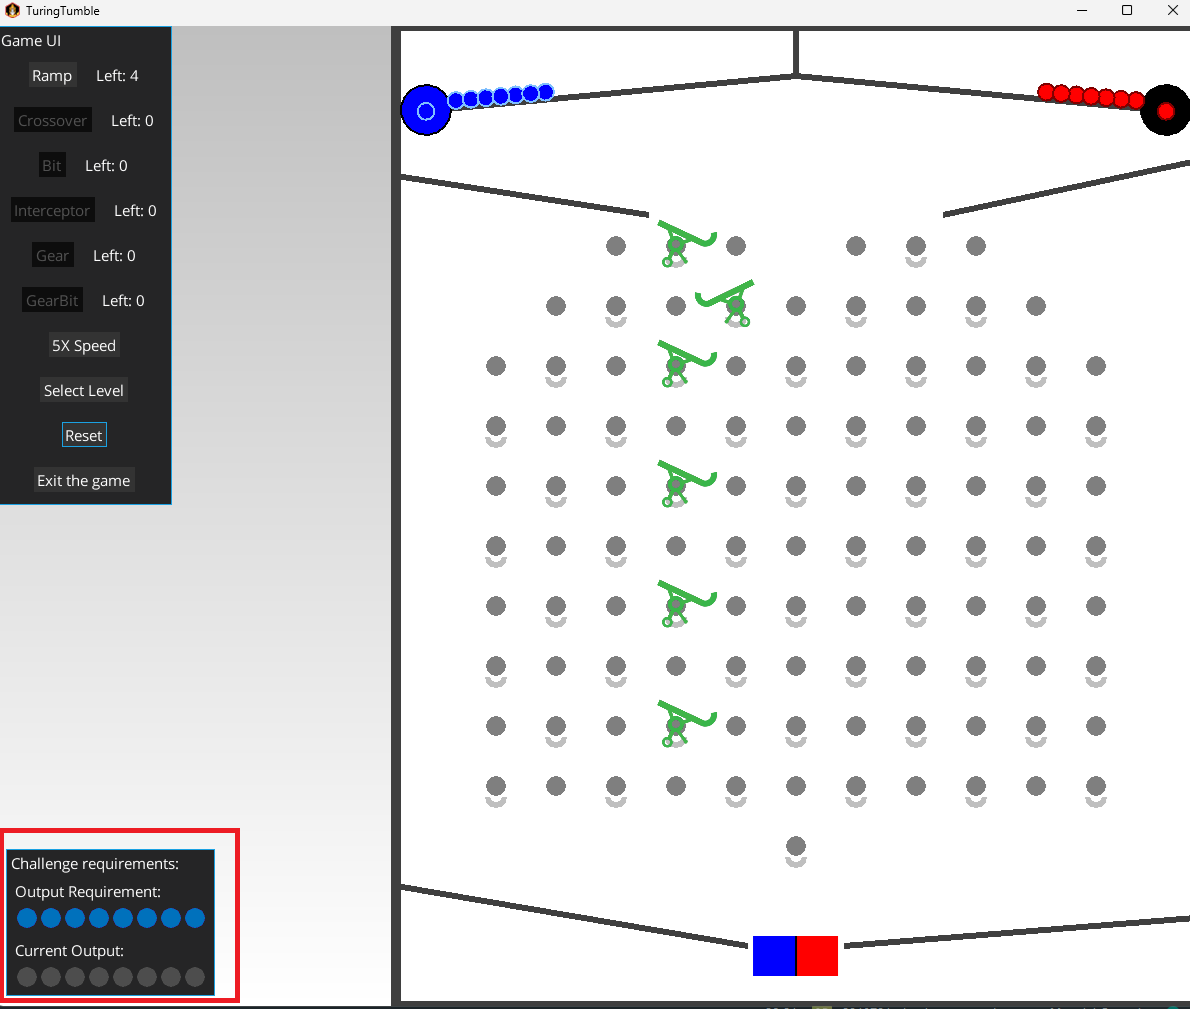 TuringTumble
Game UI
Ramp Left: 4
Crossover Left: 0
Bit Left: 0
Interceptor Left: 0
Gear Left: 0
GearBit Left: 0
5X Speed
Select Level
Reset
Exit the game
Challenge requirements:
Output Requirement:
Current Output: